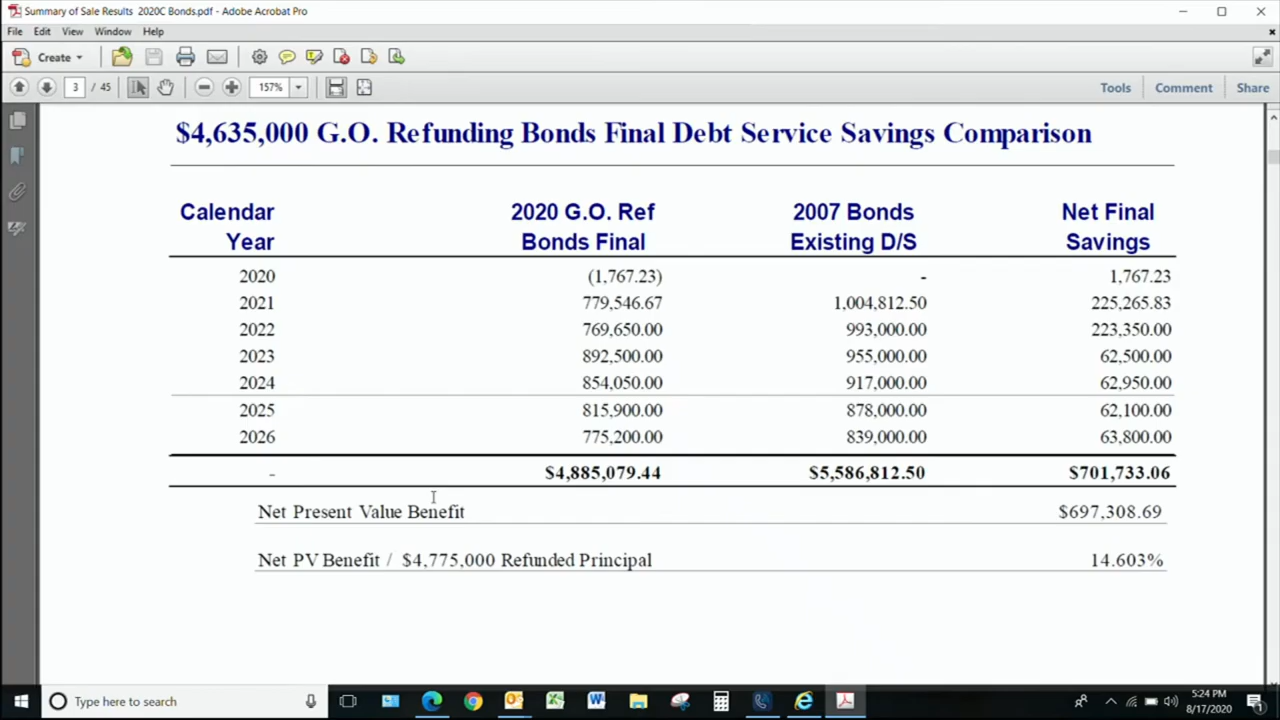 Summary of Sale Results  2020C Bonds.pdf - Adobe Acrobat Pro
File Edit View Window Help
Create
3 / 45 157% Tools Comment Share
$4,635,000 G.O. Refunding Bonds Final Debt Service Savings Comparison
Calendar 2020 G.O. Ref 2007 Bonds Net Final
Year Bonds Final Existing D/S Savings
2020 (1,767.23) - 1,767.23
2021 779,546.67 1,004,812.50 225,265.83
2022 769,650.00 993,000.00 223,350.00
2023 892,500.00 955,000.00 62,500.00
2024 854,050.00 917,000.00 62,950.00
2025 815,900.00 878,000.00 62,100.00
2026 775,200.00 839,000.00 63,800.00
- $4,885,079.44 $5,586,812.50 $701,733.06
Net Present Value Benefit $697,308.69
Net PV Benefit / $4,775,000 Refunded Principal 14.603%
Type here to search
5:24 PM
8/17/2020